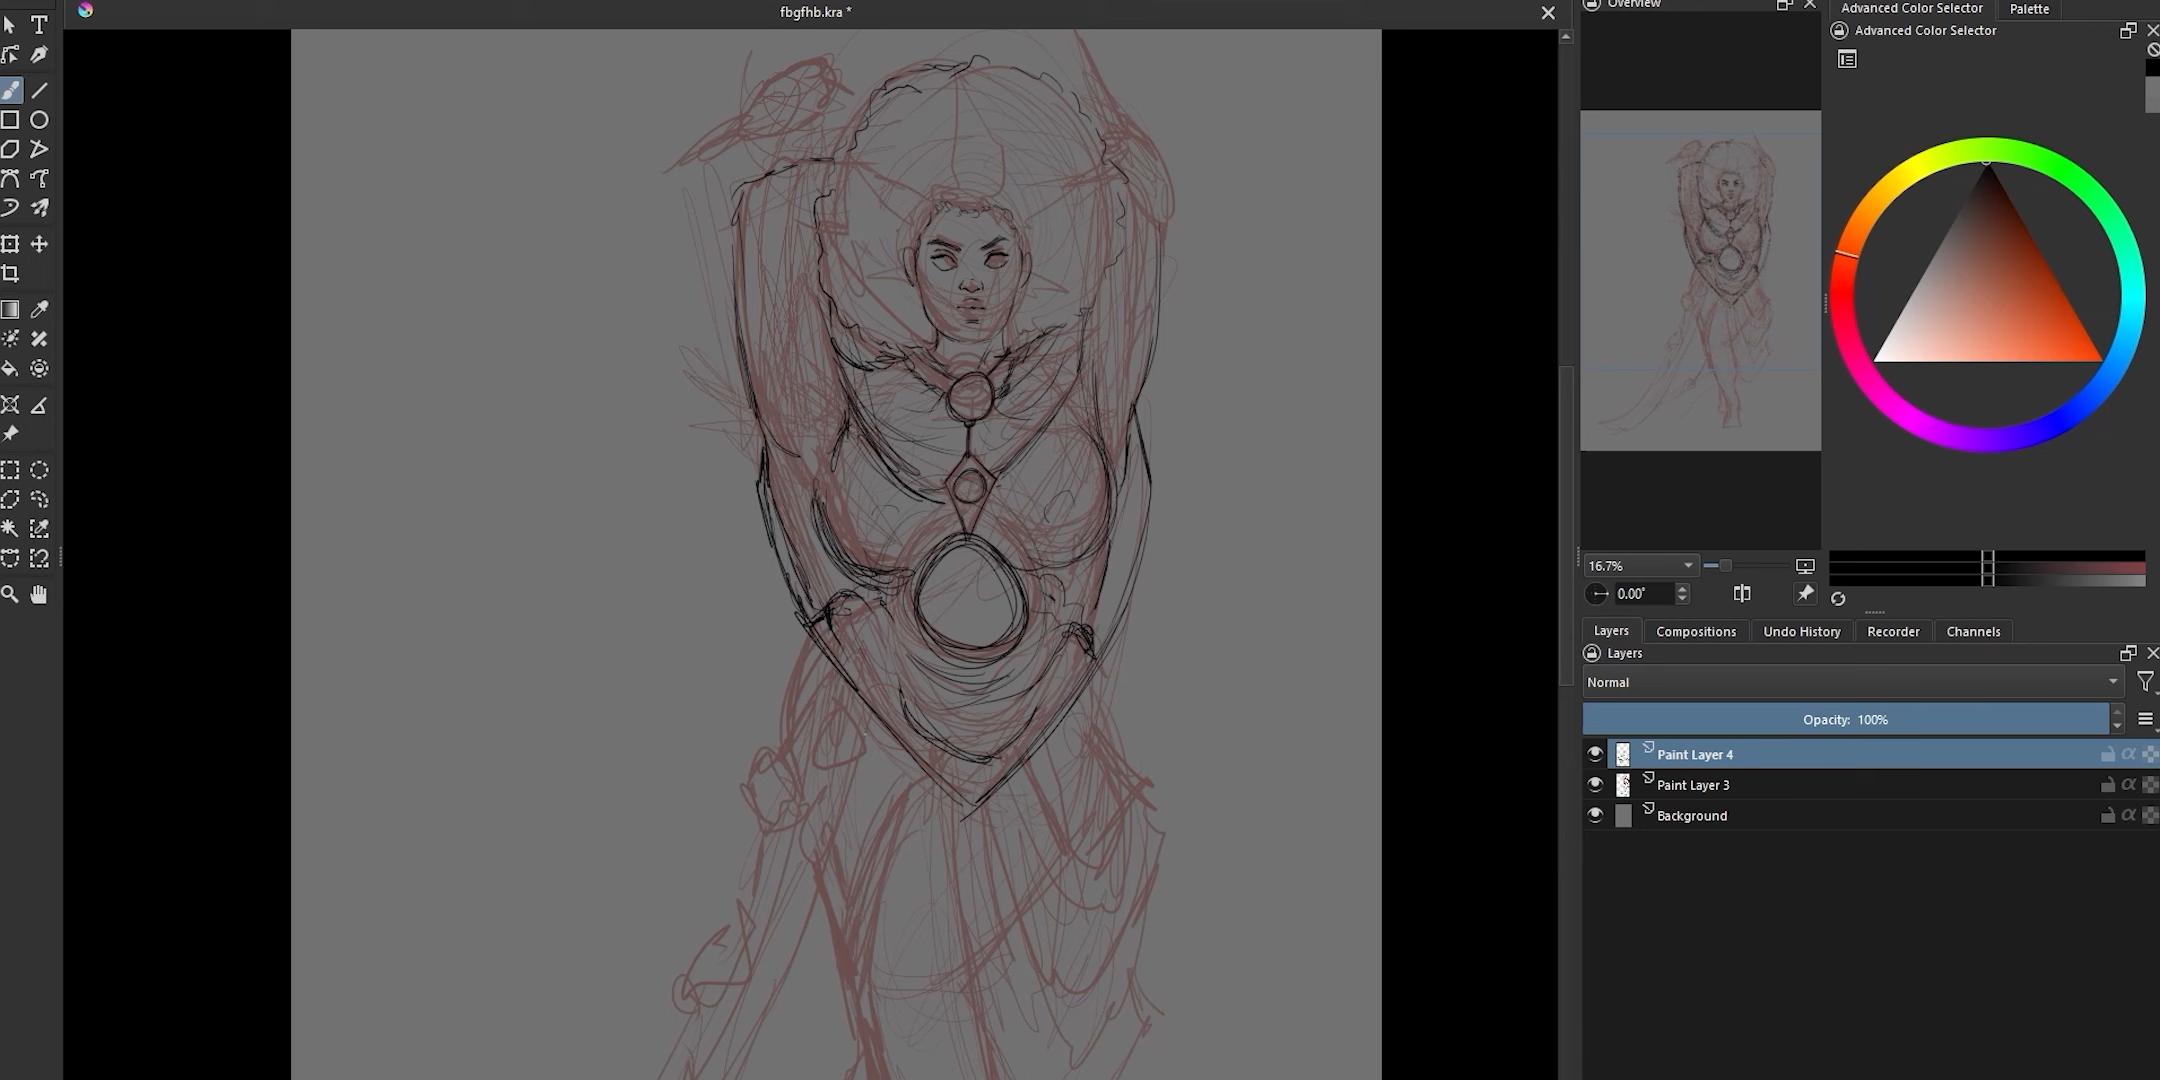 fbgfhb.kra *
Overview
Advanced Color Selector
Palette
Advanced Color Selector
16.7%
0.00°
Layers
Compositions
Undo History
Recorder
Channels
Layers
Normal
Opacity: 100%
Paint Layer 4
Paint Layer 3
Background